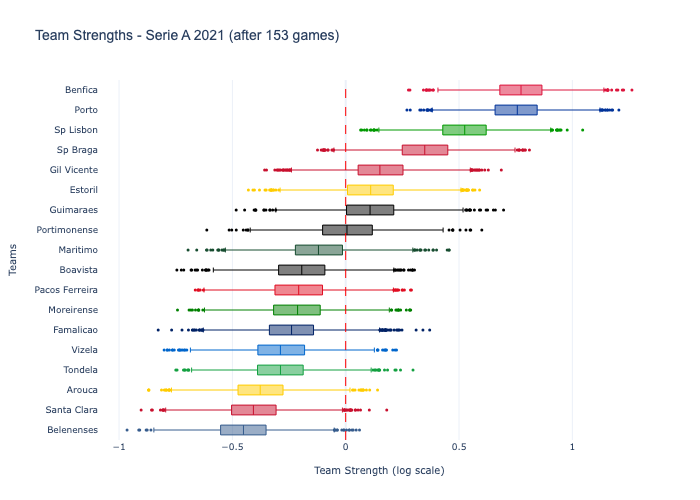 Team Strengths - Serie A 2021 (after 153 games)
Benfica
Porto
Sp Lisbon
Sp Braga
Gil Vicente
Estoril
Guimaraes
Portimonense
Maritimo
Boavista
Pacos Ferreira
Moreirense
Famalicao
Vizela
Tondela
Arouca
Santa Clara
Belenenses
Teams
−1 −0.5 0 0.5 1
Team Strength (log scale)